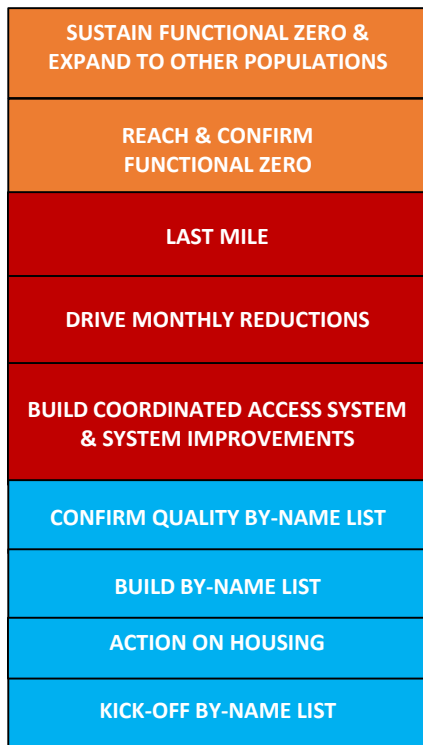 SUSTAIN FUNCTIONAL ZERO &
EXPAND TO OTHER POPULATIONS
REACH & CONFIRM
FUNCTIONAL ZERO
LAST MILE
DRIVE MONTHLY REDUCTIONS
BUILD COORDINATED ACCESS SYSTEM
& SYSTEM IMPROVEMENTS
CONFIRM QUALITY BY-NAME LIST
BUILD BY-NAME LIST
ACTION ON HOUSING
KICK-OFF BY-NAME LIST